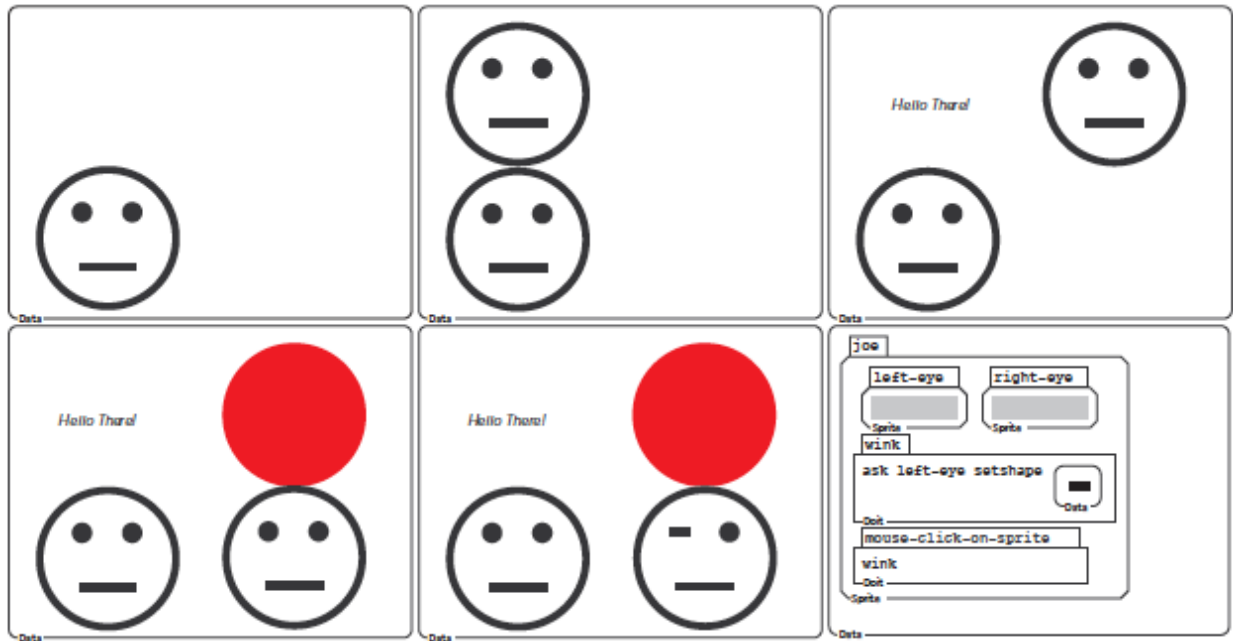 Data
Data
Hello There!
Data
Hello There!
Data
Hello There!
Data
joe
left-eye
right-eye
Sprite
Sprite
wink
ask left-eye setshape
Data
Doit
mouse-click-on-sprite
wink
Doit
Sprite
Data